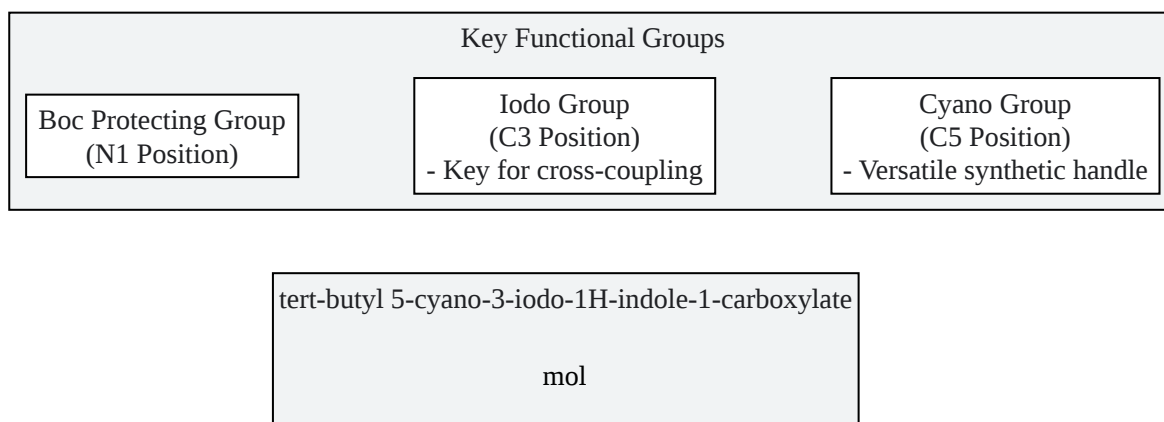 Key Functional Groups
Boc Protecting Group
(N1 Position)
Iodo Group
(C3 Position)
- Key for cross-coupling
Cyano Group
(C5 Position)
- Versatile synthetic handle
tert-butyl 5-cyano-3-iodo-1H-indole-1-carboxylate
mol